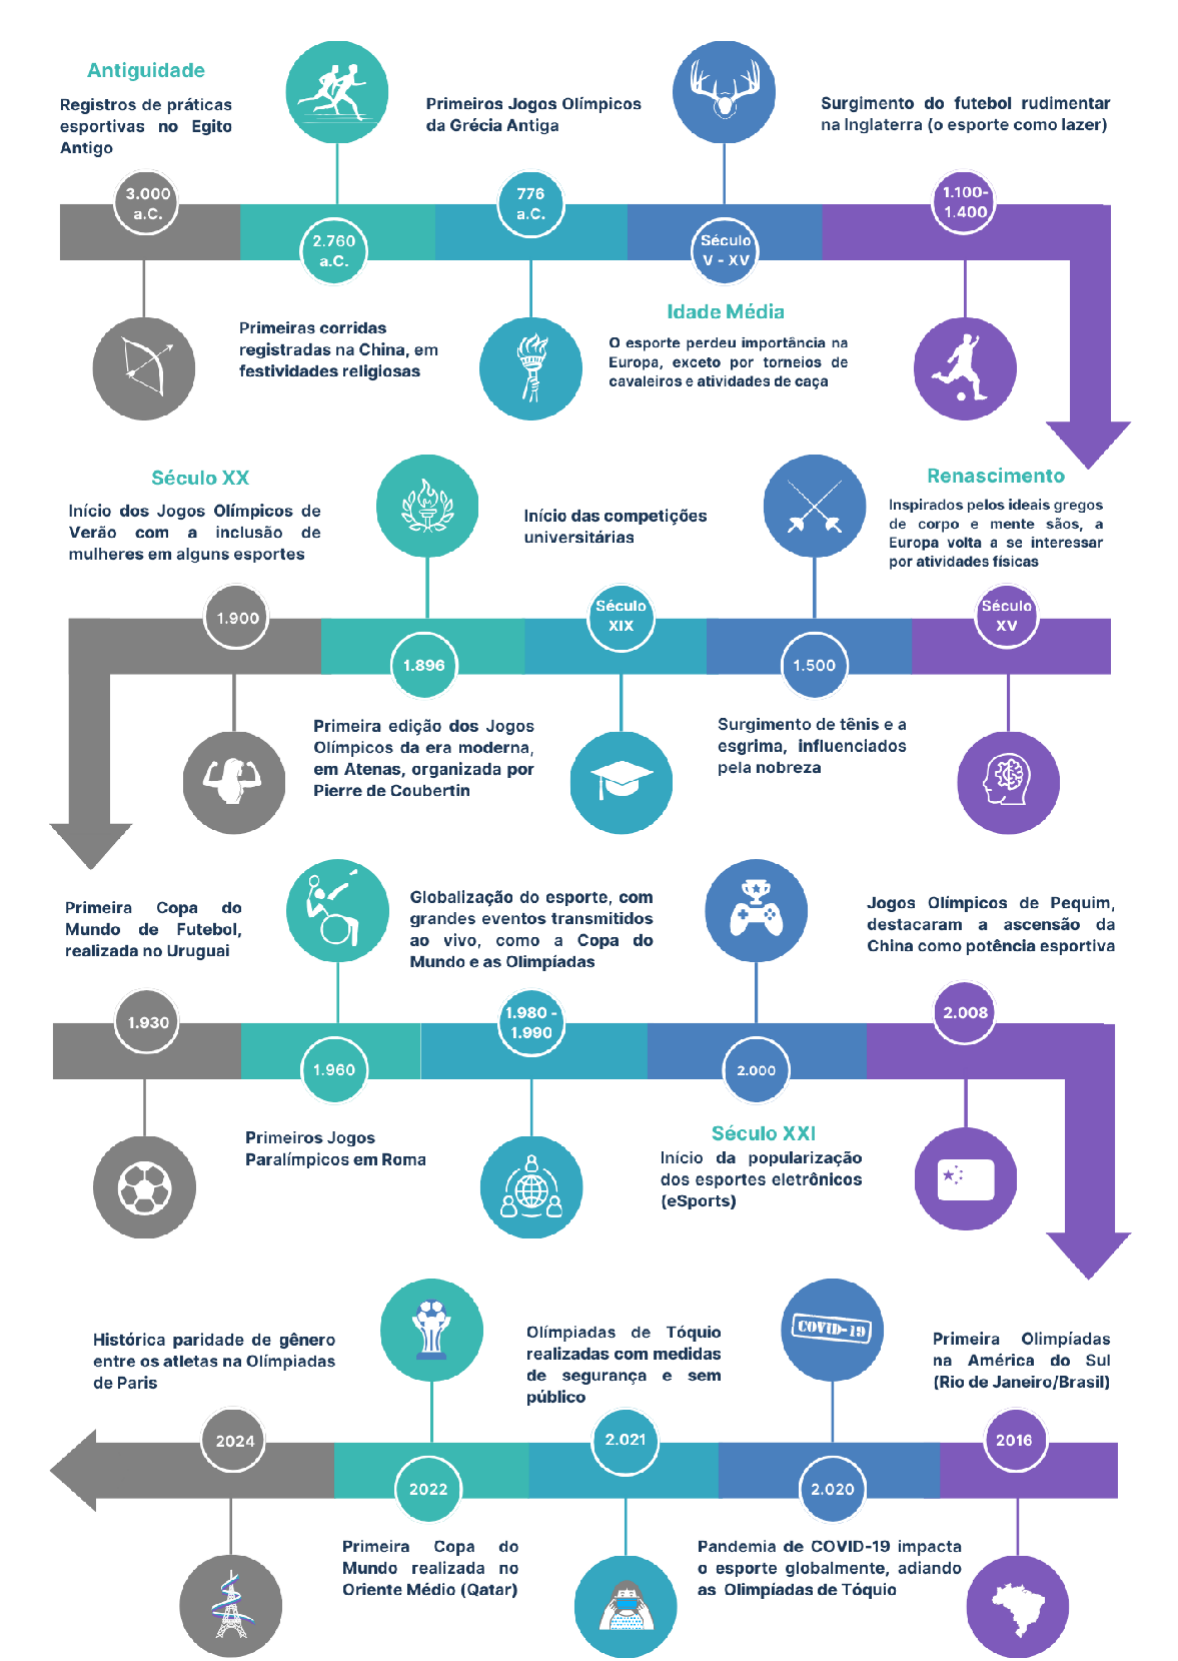 Antiguidade
Registros de práticas
esportivas no Egito
Antigo
3.000
a.C.
2.760
a.C.
Primeiras corridas
registradas na China, em
festividades religiosas
Primeiros Jogos Olímpicos
da Grécia Antiga
776
a.C.
Século
V - XV
Idade Média
O esporte perdeu importância na
Europa, exceto por torneios de
cavaleiros e atividades de caça
Surgimento do futebol rudimentar
na Inglaterra (o esporte como lazer)
1.100-
1.400
Renascimento
Inspirados pelos ideais gregos
de corpo e mente sãos, a
Europa volta a se interessar
por atividades físicas
Século
XV
1.500
Surgimento de tênis e a
esgrima, influenciados
pela nobreza
Início das competições
universitárias
Século
XIX
1.896
Primeira edição dos Jogos
Olímpicos da era moderna,
em Atenas, organizada por
Pierre de Coubertin
Século XX
Início dos Jogos Olímpicos de
Verão com a inclusão de
mulheres em alguns esportes
1.900
Primeira Copa do
Mundo de Futebol,
realizada no Uruguai
1.930
1.960
Primeiros Jogos
Paralímpicos em Roma
Globalização do esporte, com
grandes eventos transmitidos
ao vivo, como a Copa do
Mundo e as Olimpíadas
1.980 -
1.990
2.000
Século XXI
Início da popularização
dos esportes eletrônicos
(eSports)
Jogos Olímpicos de Pequim,
destacaram a ascensão da
China como potência esportiva
2.008
Primeira Olimpíadas
na América do Sul
(Rio de Janeiro/Brasil)
2016
COVID-19
2.020
Pandemia de COVID-19 impacta
o esporte globalmente, adiando
as Olimpíadas de Tóquio
Olímpiadas de Tóquio
realizadas com medidas
de segurança e sem
público
2.021
2022
Primeira Copa do
Mundo realizada no
Oriente Médio (Qatar)
Histórica paridade de gênero
entre os atletas na Olímpiadas
de Paris
2024